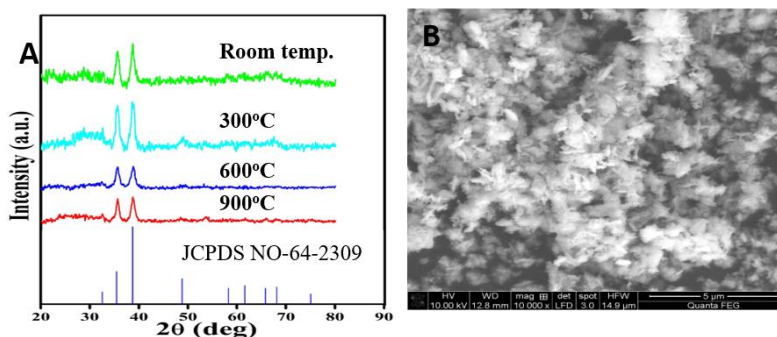 A
Room temp.
300°C
600°C
900°C
JCPDS NO-64-2309
Intensity (a.u.)
20 30 40 50 60 70 80 90
2θ (deg)
B
HV WD mag det spot HFW 5 µm
10.00 kV 12.8 mm 10 000 x LFD 3.0 14.9 µm Quanta FEG